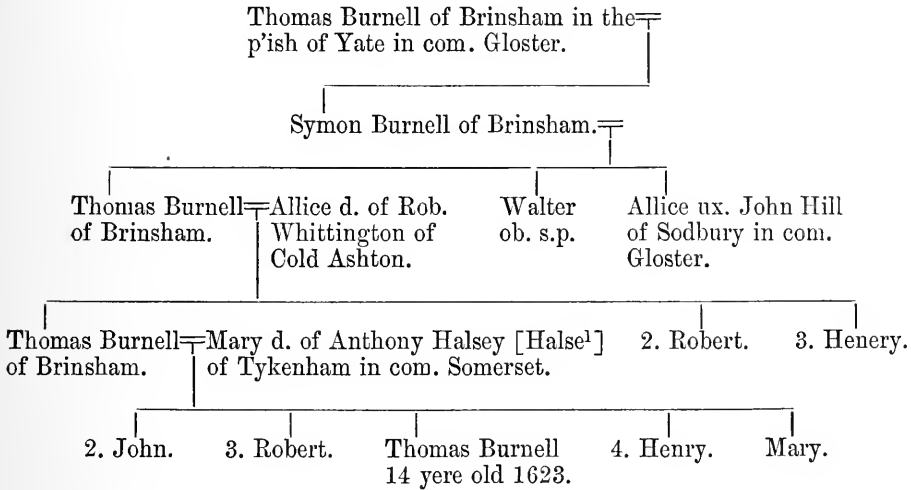 Thomas Burnell of Brinsham in the
p'ish of Yate in com. Gloster.
Symon Burnell of Brinsham.
Thomas Burnell
of Brinsham.
Allice d. of Rob.
Whittington of
Cold Ashton.
Walter
ob. s.p.
Allice ux. John Hill
of Sodbury in com.
Gloster.
Thomas Burnell
of Brinsham.
Mary d. of Anthony Halsey [Halse¹]
of Tykenham in com. Somerset.
2. Robert.
3. Henery.
2. John.
3. Robert.
Thomas Burnell
14 yere old 1623.
4. Henry.
Mary.